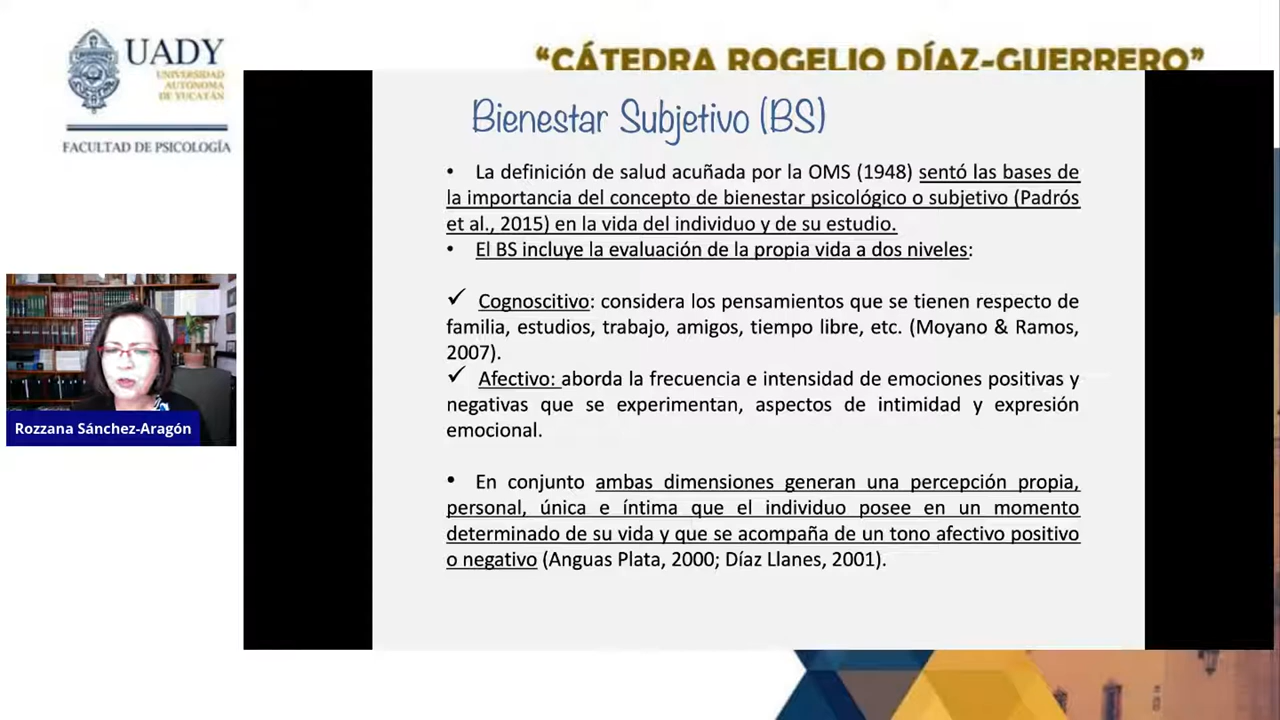 UADY
UNIVERSIDAD
AUTÓNOMA
DE YUCATÁN
FACULTAD DE PSICOLOGÍA
“CÁTEDRA ROGELIO DÍAZ-GUERRERO”
Bienestar Subjetivo (BS)
• La definición de salud acuñada por la OMS (1948) sentó las bases de
la importancia del concepto de bienestar psicológico o subjetivo (Padrós
et al., 2015) en la vida del individuo y de su estudio.
• El BS incluye la evaluación de la propia vida a dos niveles:
✓ Cognoscitivo: considera los pensamientos que se tienen respecto de
familia, estudios, trabajo, amigos, tiempo libre, etc. (Moyano & Ramos,
2007).
✓ Afectivo: aborda la frecuencia e intensidad de emociones positivas y
negativas que se experimentan, aspectos de intimidad y expresión
emocional.
• En conjunto ambas dimensiones generan una percepción propia,
personal, única e íntima que el individuo posee en un momento
determinado de su vida y que se acompaña de un tono afectivo positivo
o negativo (Anguas Plata, 2000; Díaz Llanes, 2001).
Rozzana Sánchez-Aragón